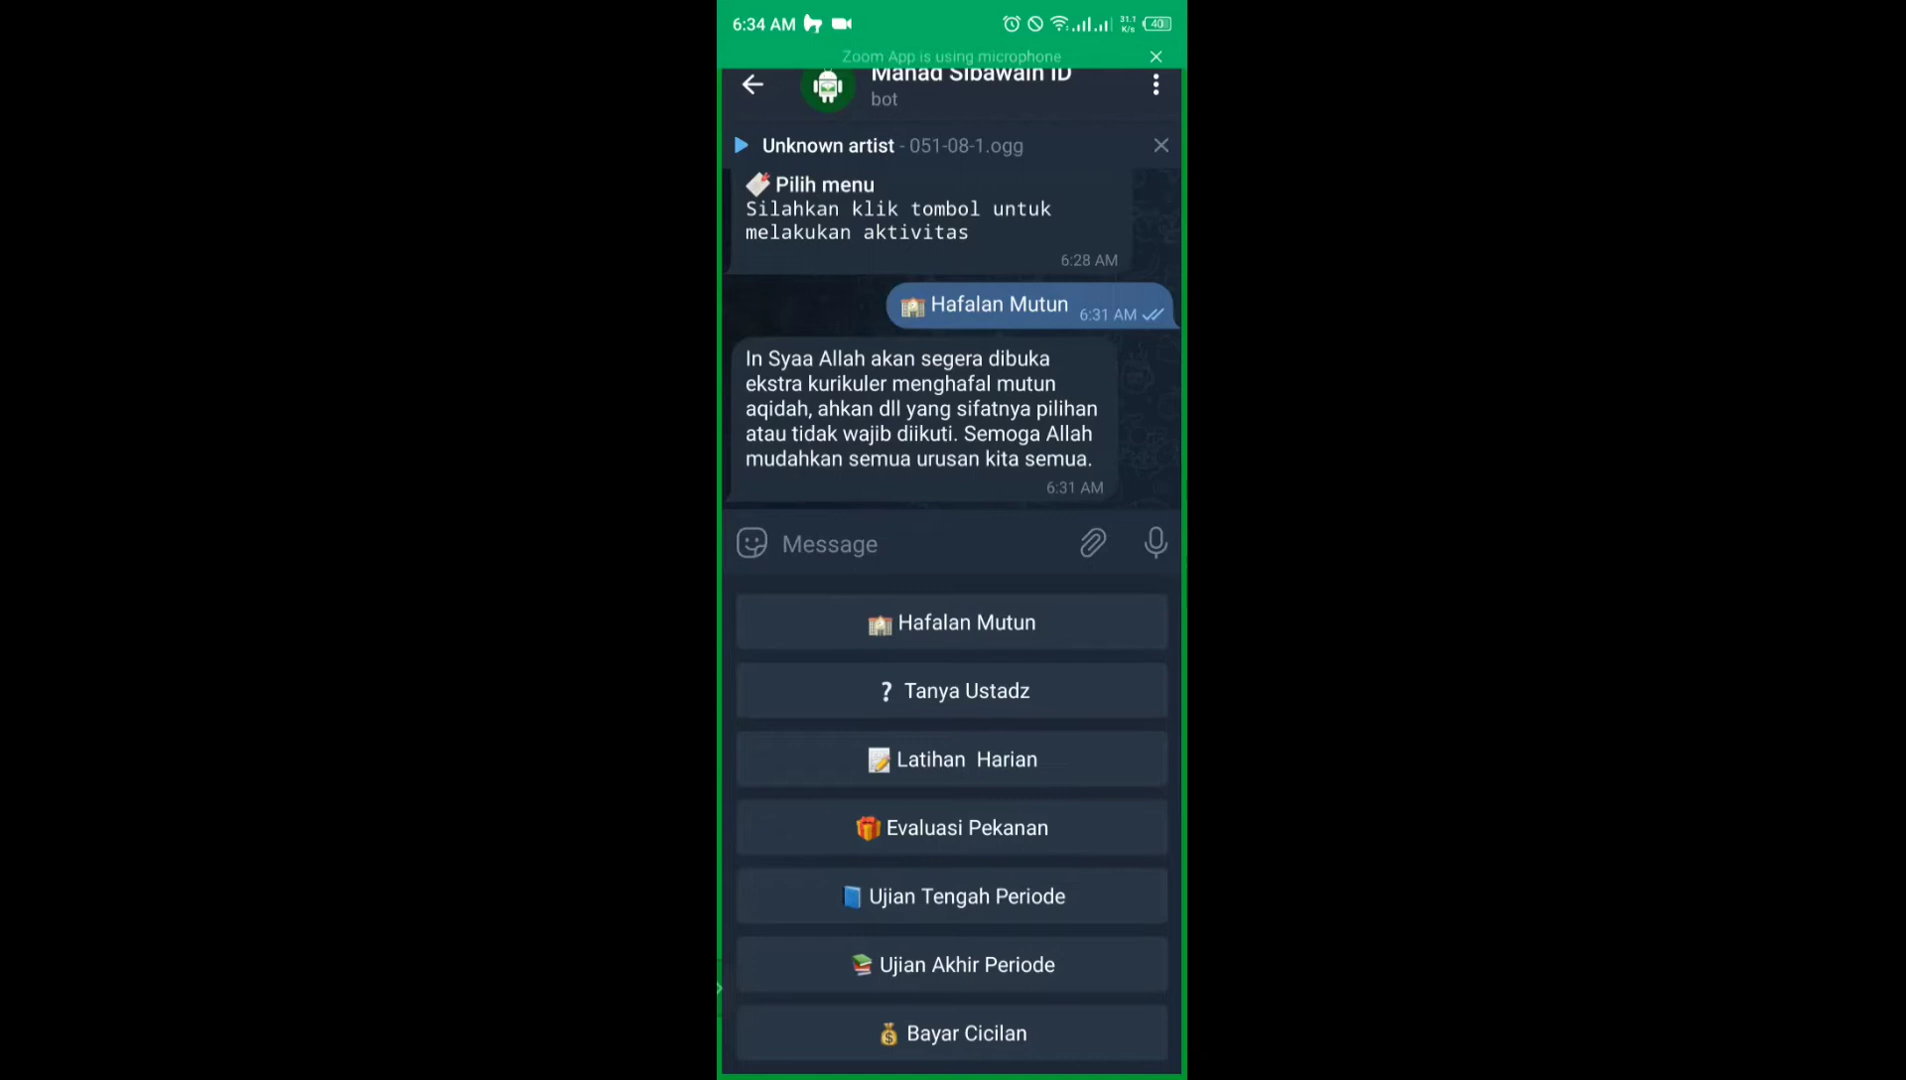 6:34 AM
31.1
K/s
40
Zoom App is using microphone
Mahad Sibawaih ID
bot
Unknown artist - 051-08-1.ogg
Pilih menu
Silahkan klik tombol untuk
melakukan aktivitas
6:28 AM
Hafalan Mutun
6:31 AM
In Syaa Allah akan segera dibuka
ekstra kurikuler menghafal mutun
aqidah, ahkan dll yang sifatnya pilihan
atau tidak wajib diikuti. Semoga Allah
mudahkan semua urusan kita semua.
6:31 AM
Message
Hafalan Mutun
? Tanya Ustadz
Latihan Harian
Evaluasi Pekanan
Ujian Tengah Periode
Ujian Akhir Periode
Bayar Cicilan